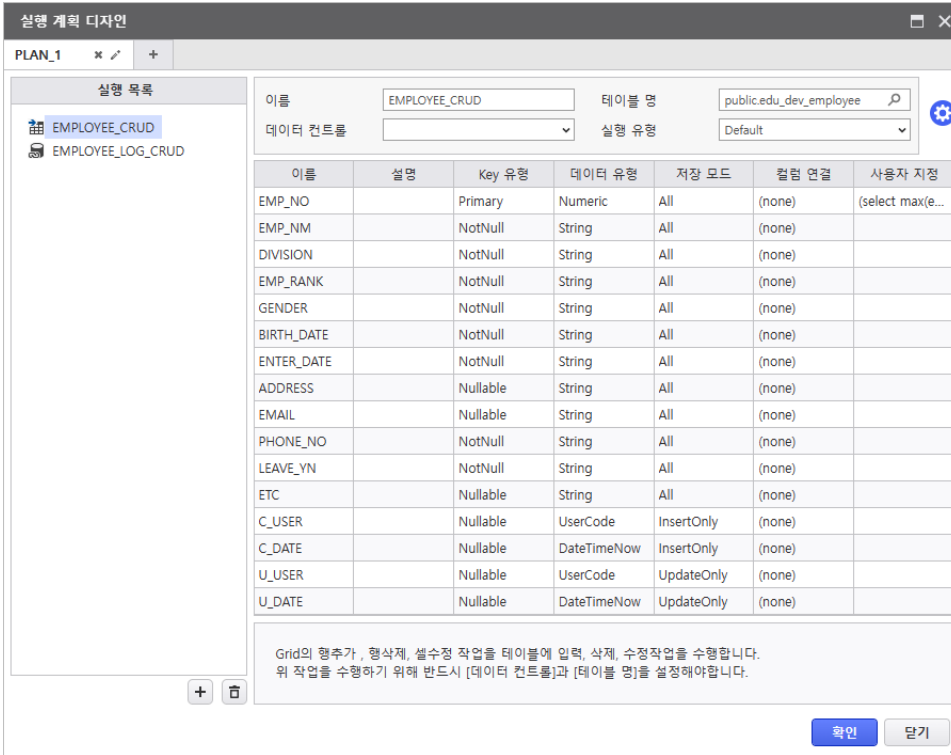 실행 계획 디자인
PLAN_1
실행 목록
EMPLOYEE_CRUD
EMPLOYEE_LOG_CRUD
이름 EMPLOYEE_CRUD 테이블 명 public.edu_dev_employee
데이터 컨트롤 실행 유형 Default
이름 설명 Key 유형 데이터 유형 저장 모드 컬럼 연결 사용자 지정
EMP_NO Primary Numeric All (none) (select max(e...
EMP_NM NotNull String All (none)
DIVISION NotNull String All (none)
EMP_RANK NotNull String All (none)
GENDER NotNull String All (none)
BIRTH_DATE NotNull String All (none)
ENTER_DATE NotNull String All (none)
ADDRESS Nullable String All (none)
EMAIL Nullable String All (none)
PHONE_NO NotNull String All (none)
LEAVE_YN NotNull String All (none)
ETC Nullable String All (none)
C_USER Nullable UserCode InsertOnly (none)
C_DATE Nullable DateTimeNow InsertOnly (none)
U_USER Nullable UserCode UpdateOnly (none)
U_DATE Nullable DateTimeNow UpdateOnly (none)
Grid의 행추가 , 행삭제, 셀수정 작업을 테이블에 입력, 삭제, 수정작업을 수행합니다.
위 작업을 수행하기 위해 반드시 [데이터 컨트롤]과 [테이블 명]을 설정해야합니다.
확인 닫기